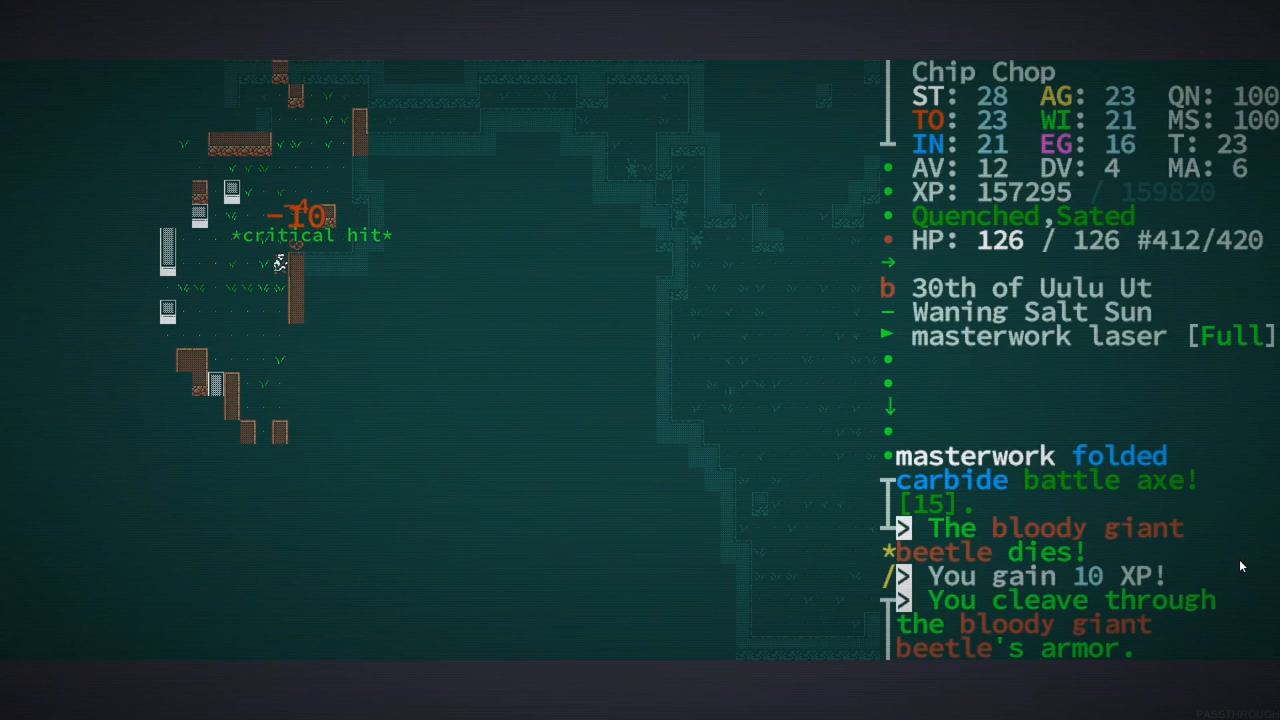 Chip Chop
ST: 28 AG: 23 QN: 100
TO: 23 WI: 21 MS: 100
IN: 21 EG: 16 T: 23
AV: 12 DV: 4 MA: 6
XP: 157295 / 159820
Quenched,Sated
HP: 126 / 126 #412/420
b 30th of Uulu Ut
Waning Salt Sun
masterwork laser [Full]
-4
-10
*critical hit*
masterwork folded
carbide battle axe!
[15].
> The bloody giant
beetle dies!
> You gain 10 XP!
> You cleave through
the bloody giant
beetle's armor.
PASSTHROUGH